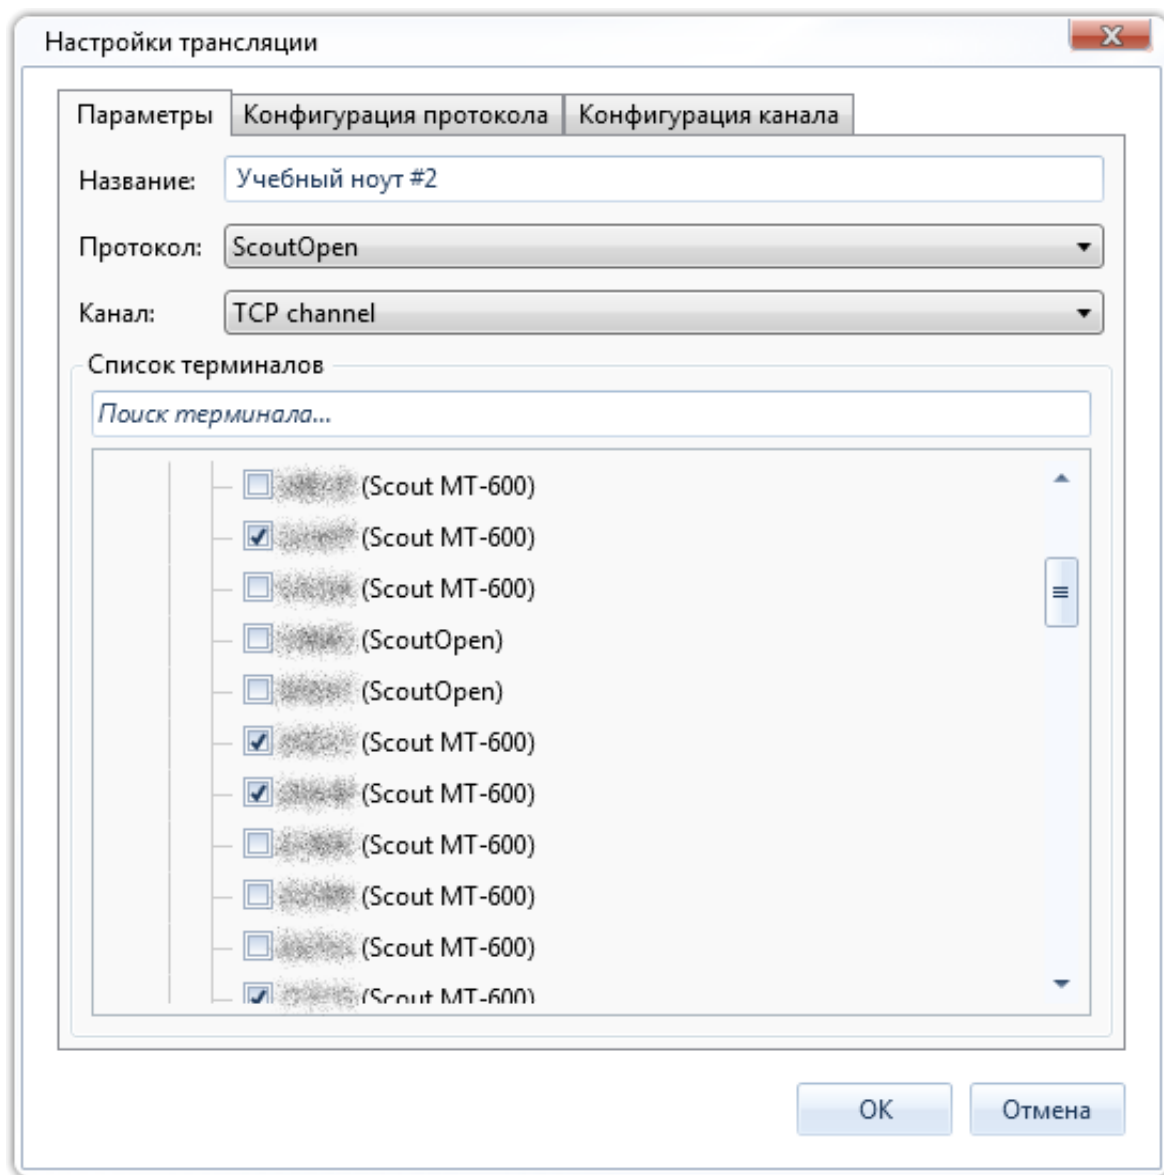 Настройки трансляции
Параметры Конфигурация протокола Конфигурация канала
Название: Учебный ноут #2
Протокол: ScoutOpen
Канал: TCP channel
Список терминалов
Поиск терминала...
(Scout MT-600)
(Scout MT-600)
(Scout MT-600)
(ScoutOpen)
(ScoutOpen)
(Scout MT-600)
(Scout MT-600)
(Scout MT-600)
(Scout MT-600)
(Scout MT-600)
(Scout MT-600)
OK Отмена